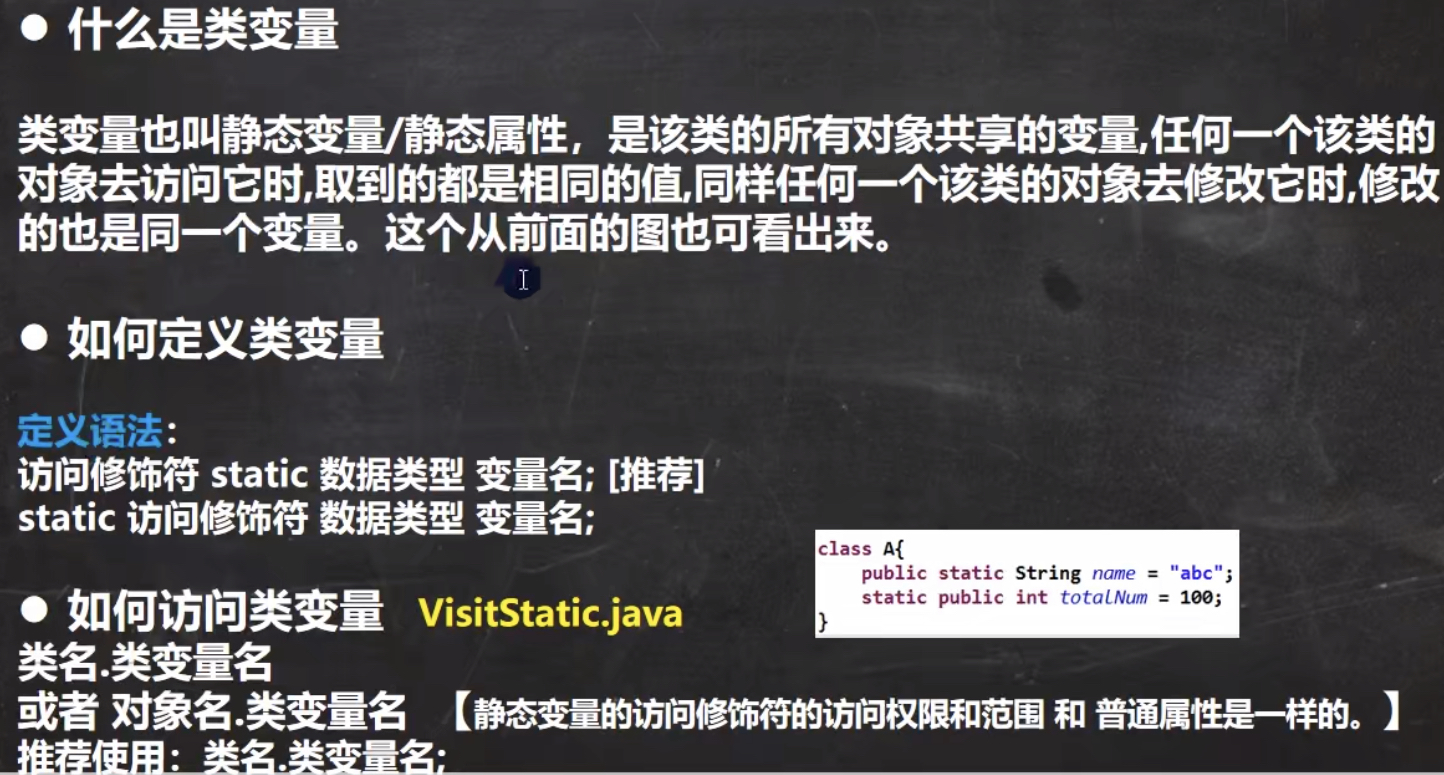 ● 什么是类变量
类变量也叫静态变量/静态属性，是该类的所有对象共享的变量,任何一个该类的
对象去访问它时,取到的都是相同的值,同样任何一个该类的对象去修改它时,修改
的也是同一个变量。这个从前面的图也可看出来。
● 如何定义类变量
定义语法：
访问修饰符 static 数据类型 变量名; [推荐]
static 访问修饰符 数据类型 变量名;
class A{
    public static String name = "abc";
    static public int totalNum = 100;
}
● 如何访问类变量 VisitStatic.java
类名.类变量名
或者 对象名.类变量名 【静态变量的访问修饰符的访问权限和范围 和 普通属性是一样的。】
推荐使用：类名.类变量名;